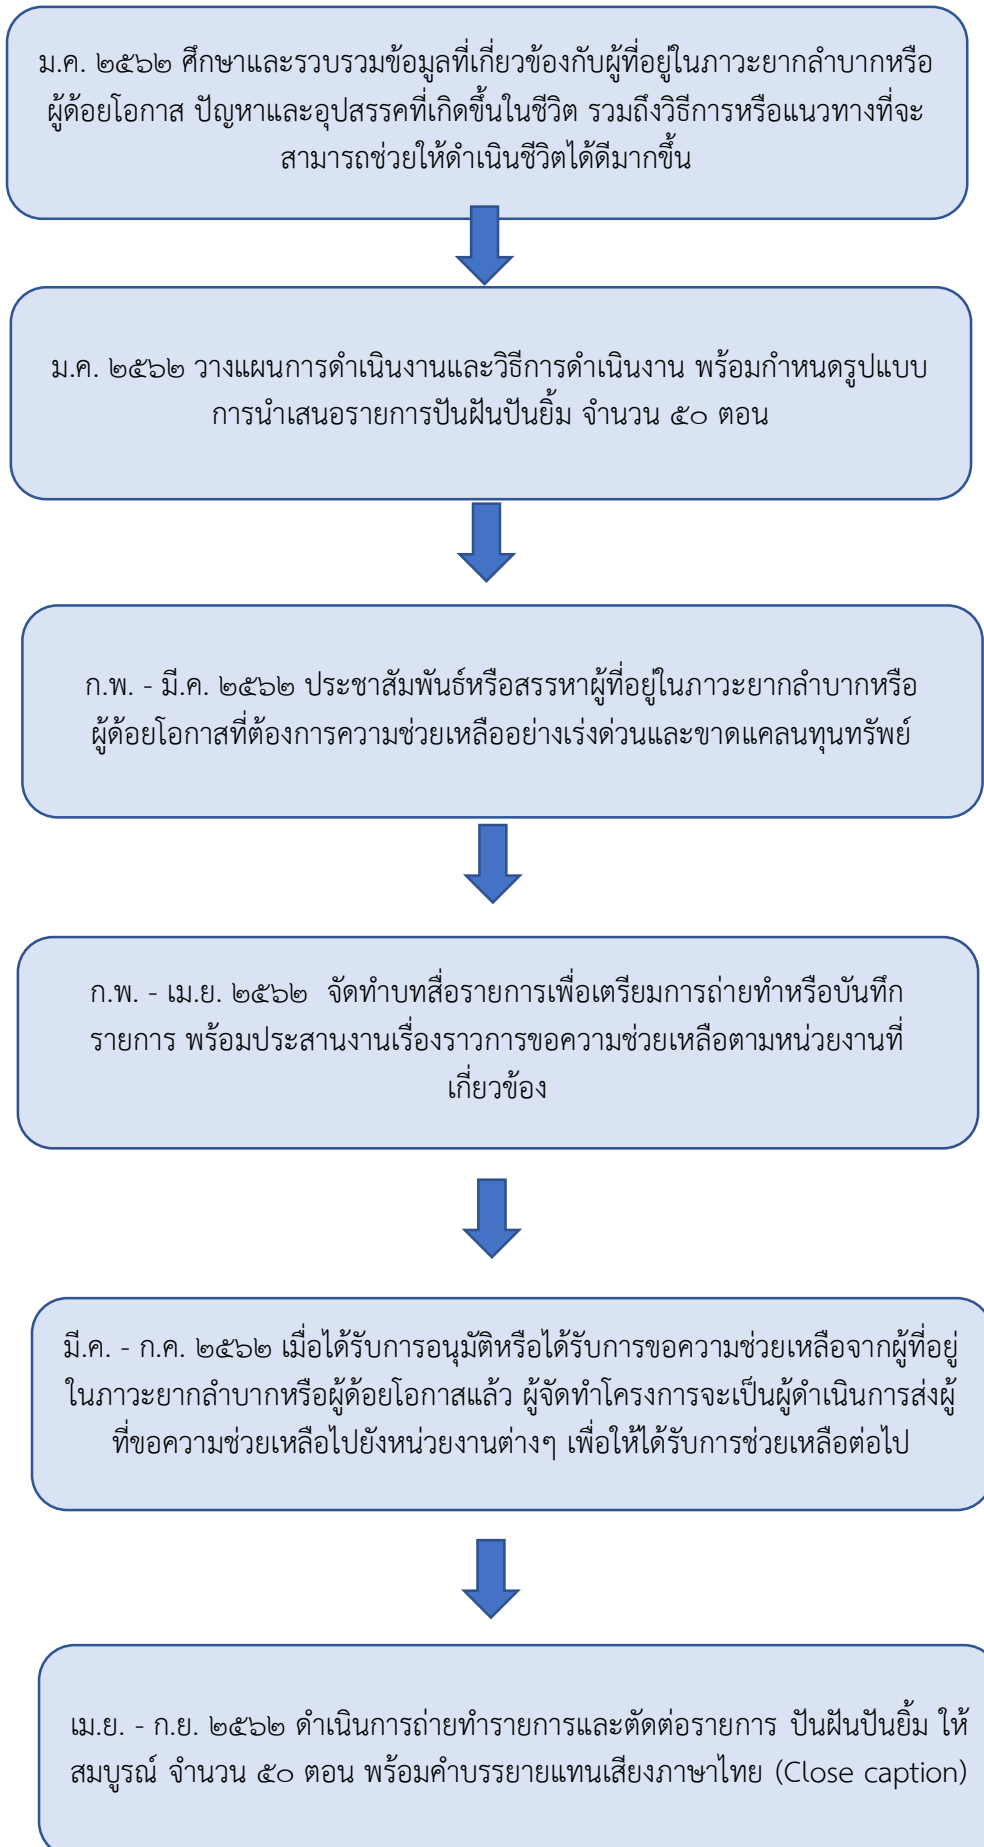 ม.ค. ๒๕๖๒ ศึกษาและรวบรวมข้อมูลที่เกี่ยวข้องกับผู้ที่อยู่ในภาวะยากลำบากหรือ
ผู้ด้อยโอกาส ปัญหาและอุปสรรคที่เกิดขึ้นในชีวิต รวมถึงวิธีการหรือแนวทางที่จะ
สามารถช่วยให้ดำเนินชีวิตได้ดีมากขึ้น
ม.ค. ๒๕๖๒ วางแผนการดำเนินงานและวิธีการดำเนินงาน พร้อมกำหนดรูปแบบ
การนำเสนอรายการปันฝันปันยิ้ม จำนวน ๕๐ ตอน
ก.พ. - มี.ค. ๒๕๖๒ ประชาสัมพันธ์หรือสรรหาผู้ที่อยู่ในภาวะยากลำบากหรือ
ผู้ด้อยโอกาสที่ต้องการความช่วยเหลืออย่างเร่งด่วนและขาดแคลนทุนทรัพย์
ก.พ. - เม.ย. ๒๕๖๒ จัดทำบทสื่อรายการเพื่อเตรียมการถ่ายทำหรือบันทึก
รายการ พร้อมประสานงานเรื่องราวการขอความช่วยเหลือตามหน่วยงานที่
เกี่ยวข้อง
มี.ค. - ก.ค. ๒๕๖๒ เมื่อได้รับการอนุมัติหรือได้รับการขอความช่วยเหลือจากผู้ที่อยู่
ในภาวะยากลำบากหรือผู้ด้อยโอกาสแล้ว ผู้จัดทำโครงการจะเป็นผู้ดำเนินการส่งผู้
ที่ขอความช่วยเหลือไปยังหน่วยงานต่างๆ เพื่อให้ได้รับการช่วยเหลือต่อไป
เม.ย. - ก.ย. ๒๕๖๒ ดำเนินการถ่ายทำรายการและตัดต่อรายการ ปันฝันปันยิ้ม ให้
สมบูรณ์ จำนวน ๕๐ ตอน พร้อมคำบรรยายแทนเสียงภาษาไทย (Close caption)